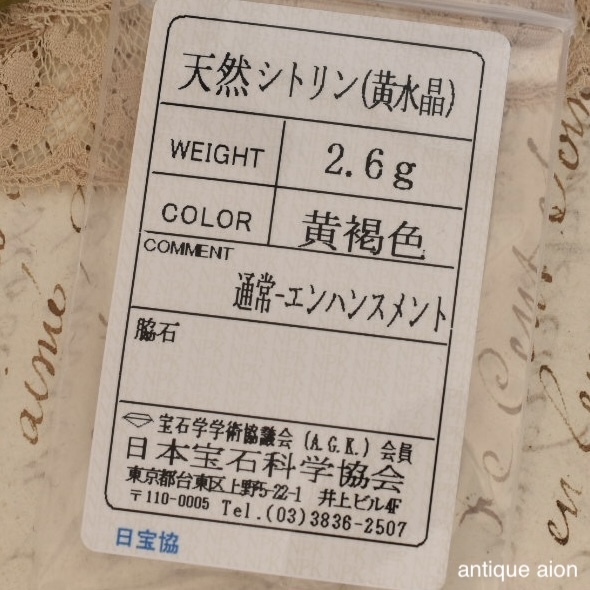 天然シトリン(黄水晶)
WEIGHT 2.6g
COLOR 黄褐色
COMMENT
通常-エンハンスメント
脇石
宝石学学術協議会 (A.G.K.) 会員
日本宝石科学協会
東京都台東区上野5-22-1 井上ビル4F
〒110-0005 Tel.(03)3836-2507
日宝協
aime
antique aion